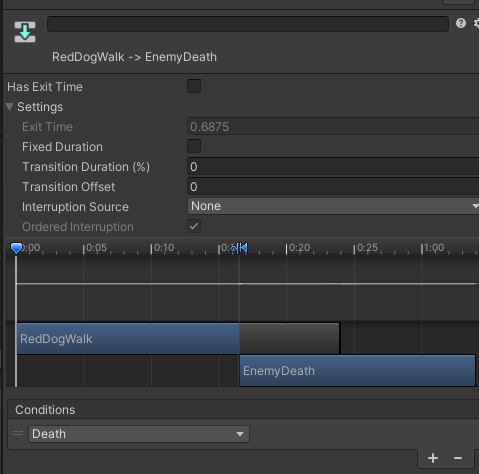 RedDogWalk -> EnemyDeath
Has Exit Time
Settings
Exit Time 0.6875
Fixed Duration
Transition Duration (%) 0
Transition Offset 0
Interruption Source None
Ordered Interruption
0:00 0:05 0:10 0:20 0:25 1:00
RedDogWalk
EnemyDeath
Conditions
Death